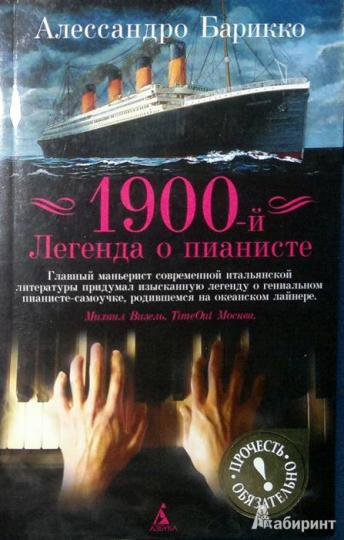 Алессандро Барикко
1900-й
Легенда о пианисте
Главный маньерист современной итальянской
литературы придумал изысканную легенду о гениальном
пианисте-самоучке, родившемся на океанском лайнере.
Михаил Визель. TimeOut Москва.
ПРОЧЕСТЬ
!
ОБЯЗАТЕЛЬНО
АЗБУКА
Лабиринт